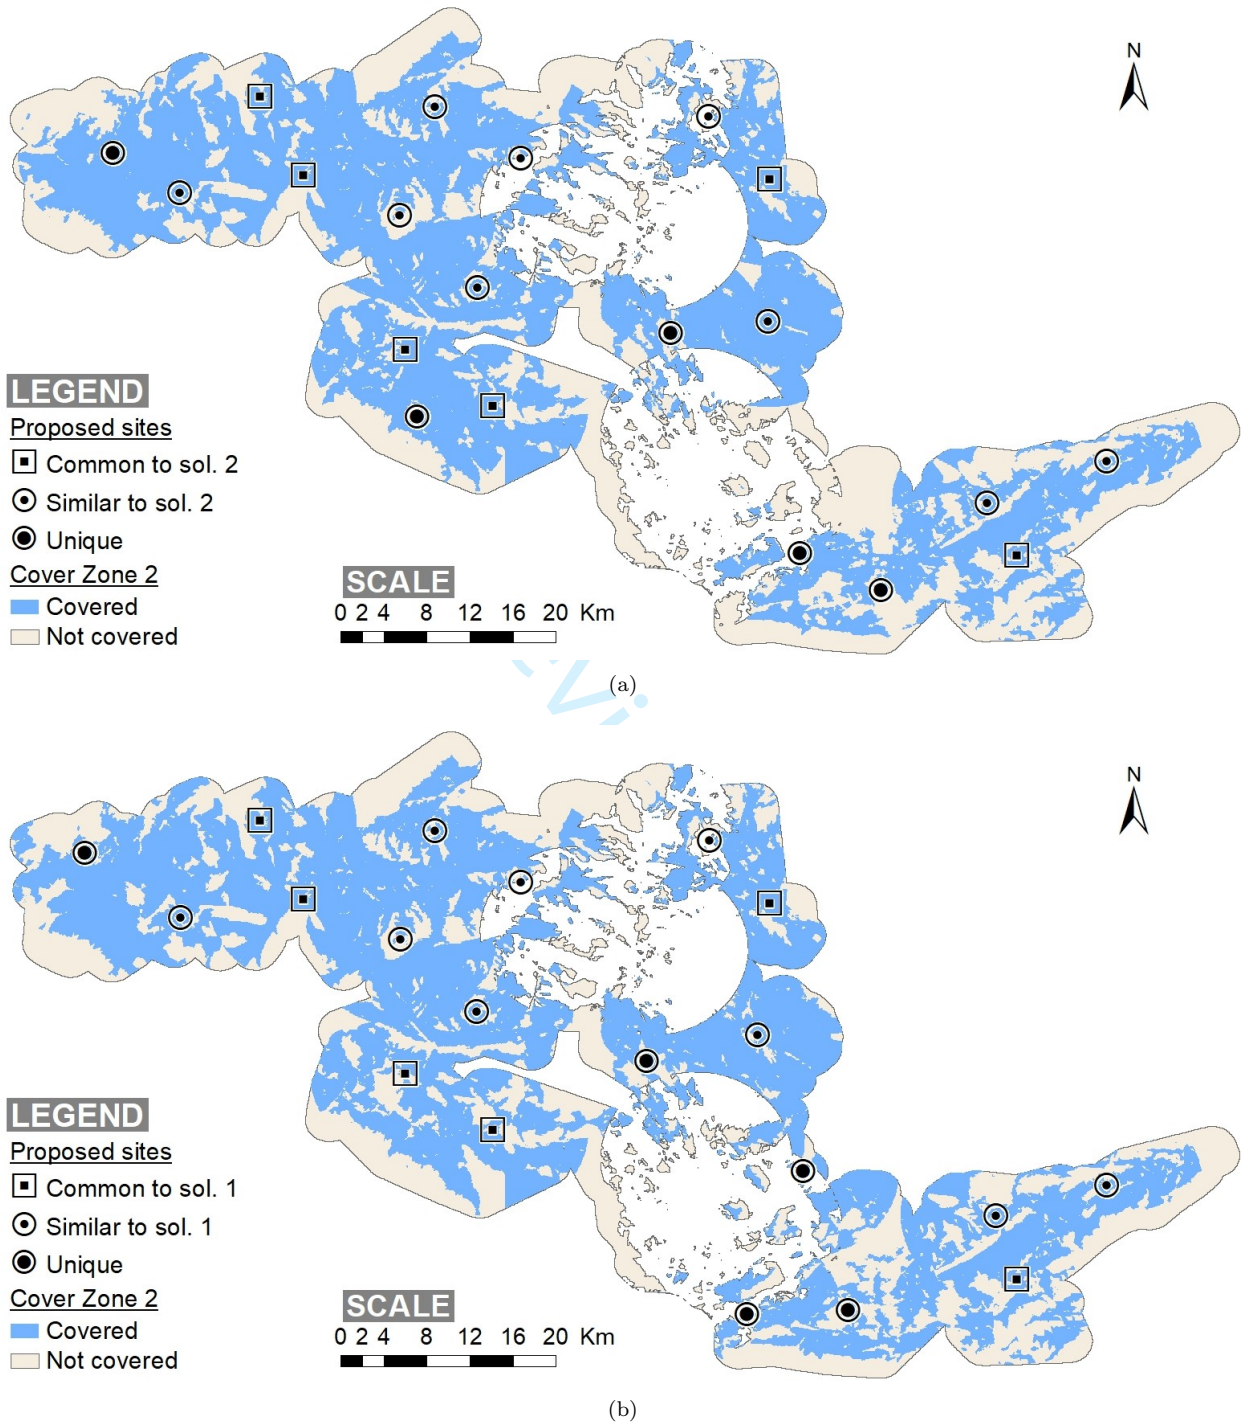 N
LEGEND
Proposed sites
Common to sol. 2
Similar to sol. 2
Unique
Cover Zone 2
Covered
Not covered
SCALE
0 2 4 8 12 16 20 Km
(a)
N
LEGEND
Proposed sites
Common to sol. 1
Similar to sol. 1
Unique
Cover Zone 2
Covered
Not covered
SCALE
0 2 4 8 12 16 20 Km
(b)